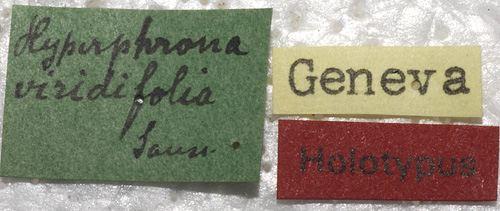 Hyperphrona
viridifolia
Sauss.
Geneva
Holotypus